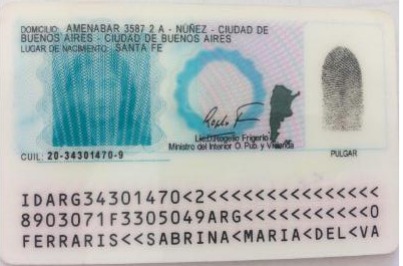 DOMICILIO: AMENABAR 3587 2 A - NUÑEZ - CIUDAD DE
BUENOS AIRES - CIUDAD DE BUENOS AIRES
LUGAR DE NACIMIENTO: SANTA FE
Lic. Rogelio Frigerio
Ministro del Interior O. Pub. y Vivienda
CUIL: 20-34301470-9
PULGAR
IDARG34301470<2<<<<<<<<<<<<<<<
8903071F3305049ARG<<<<<<<<<<<0
FERRARIS<<SABRINA<MARIA<DEL<VA